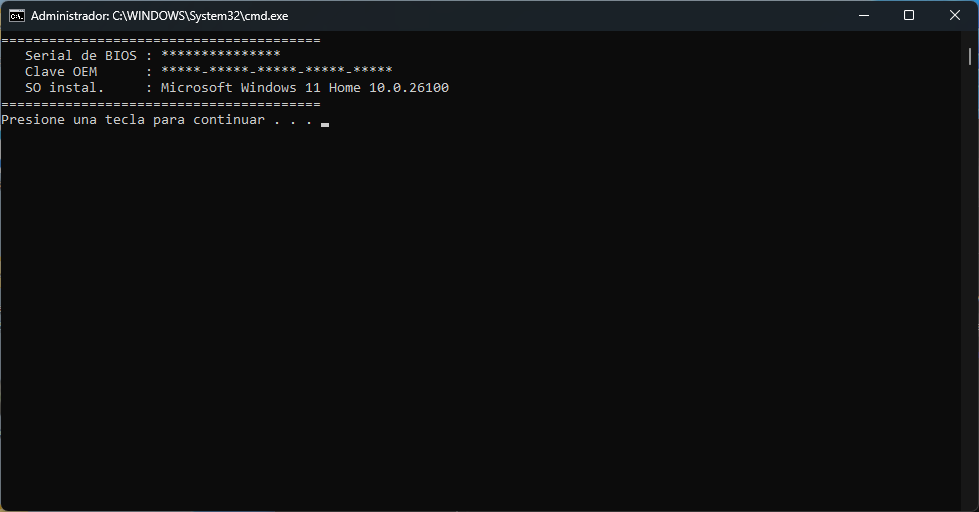 Administrador: C:\WINDOWS\System32\cmd.exe
========================================
   Serial de BIOS : ***************
   Clave OEM      : *****-*****-*****-*****-*****
   SO instal.     : Microsoft Windows 11 Home 10.0.26100
========================================
Presione una tecla para continuar . . .